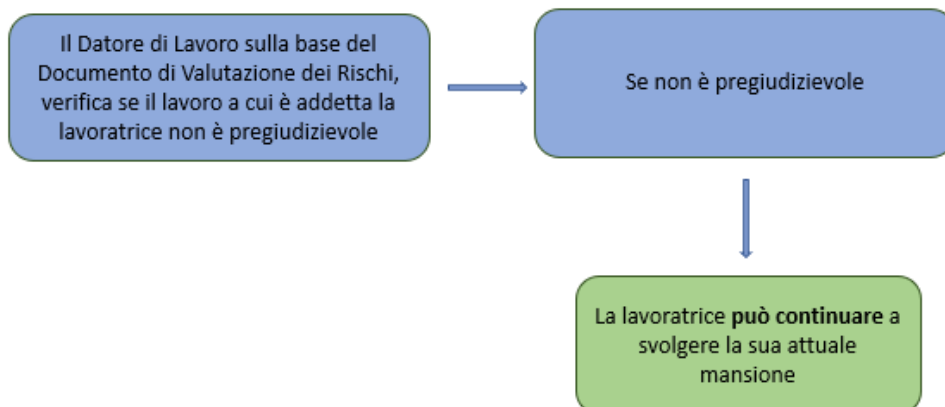 Il Datore di Lavoro sulla base del
Documento di Valutazione dei Rischi,
verifica se il lavoro a cui è addetta la
lavoratrice non è pregiudizievole
Se non è pregiudizievole
La lavoratrice può continuare a
svolgere la sua attuale
mansione